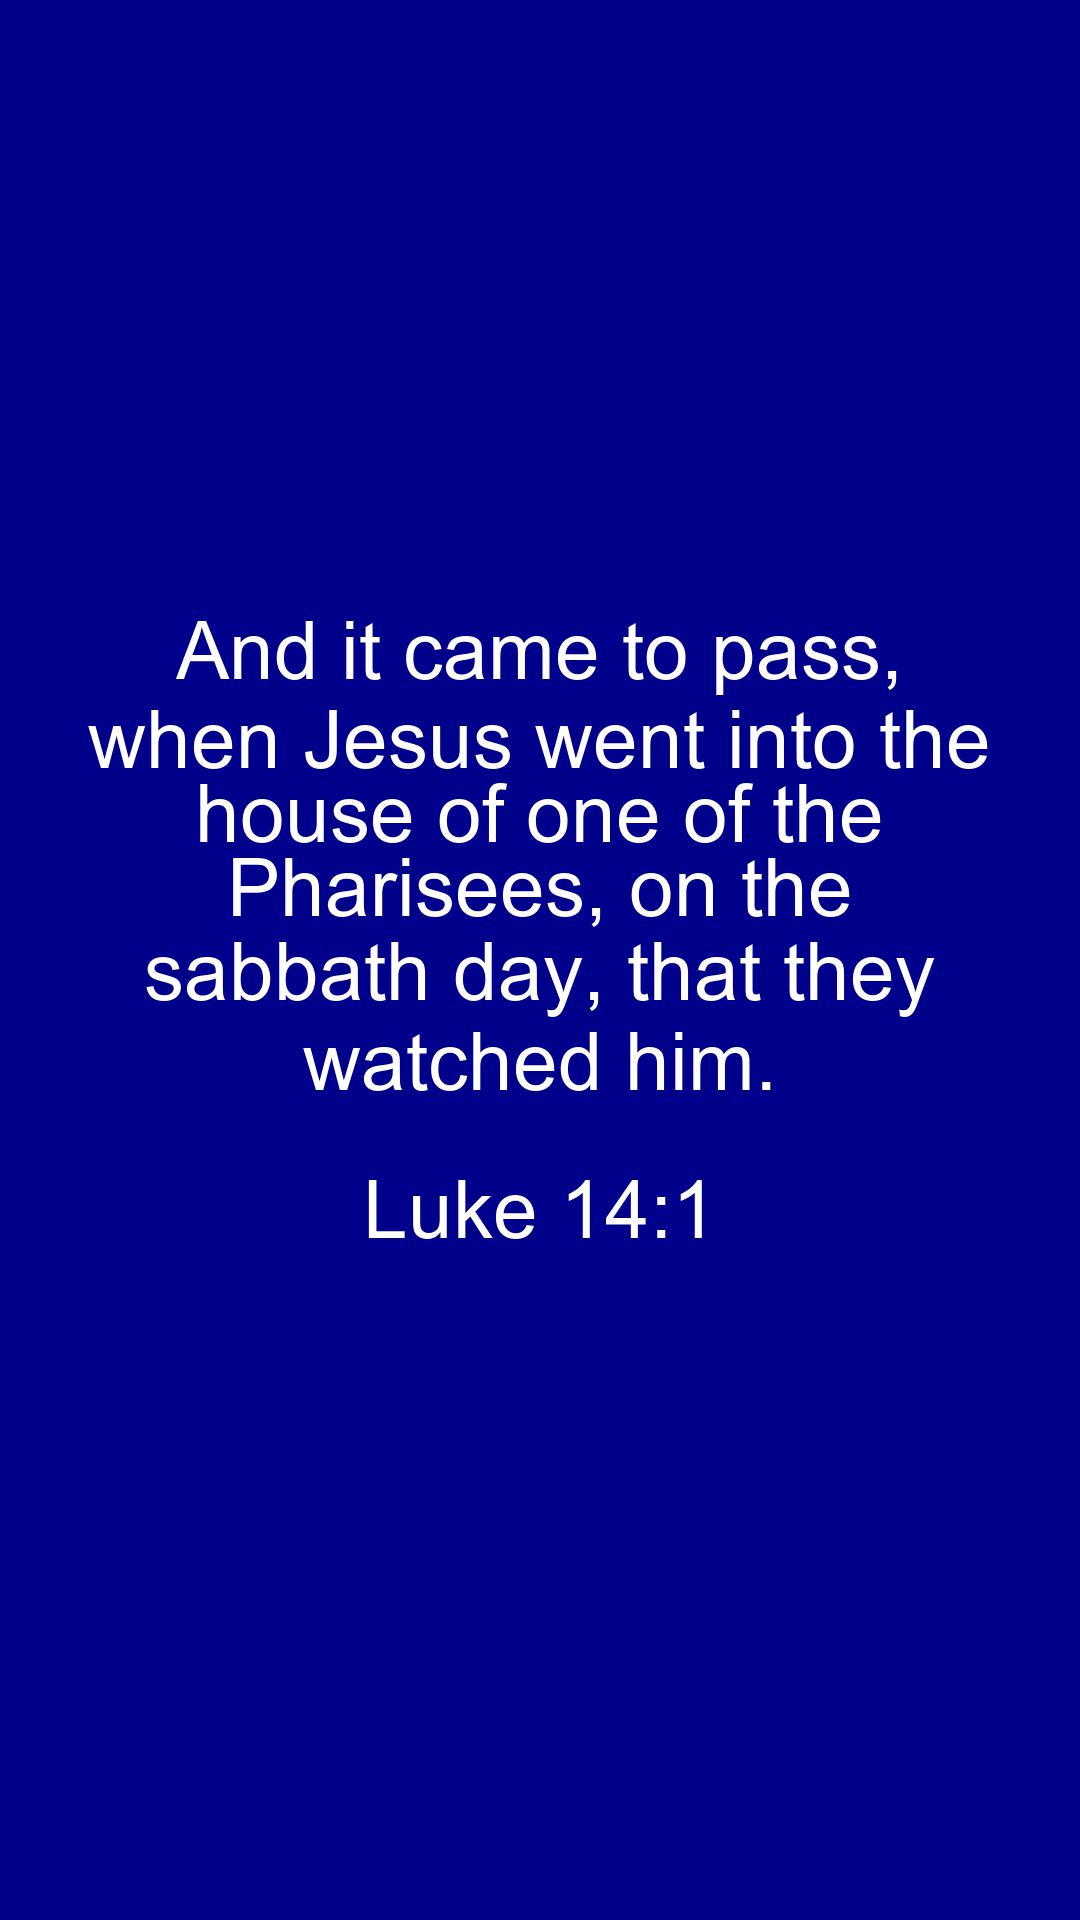 And it came to pass,
when Jesus went into the
house of one of the
Pharisees, on the
sabbath day, that they
watched him.
Luke 14:1